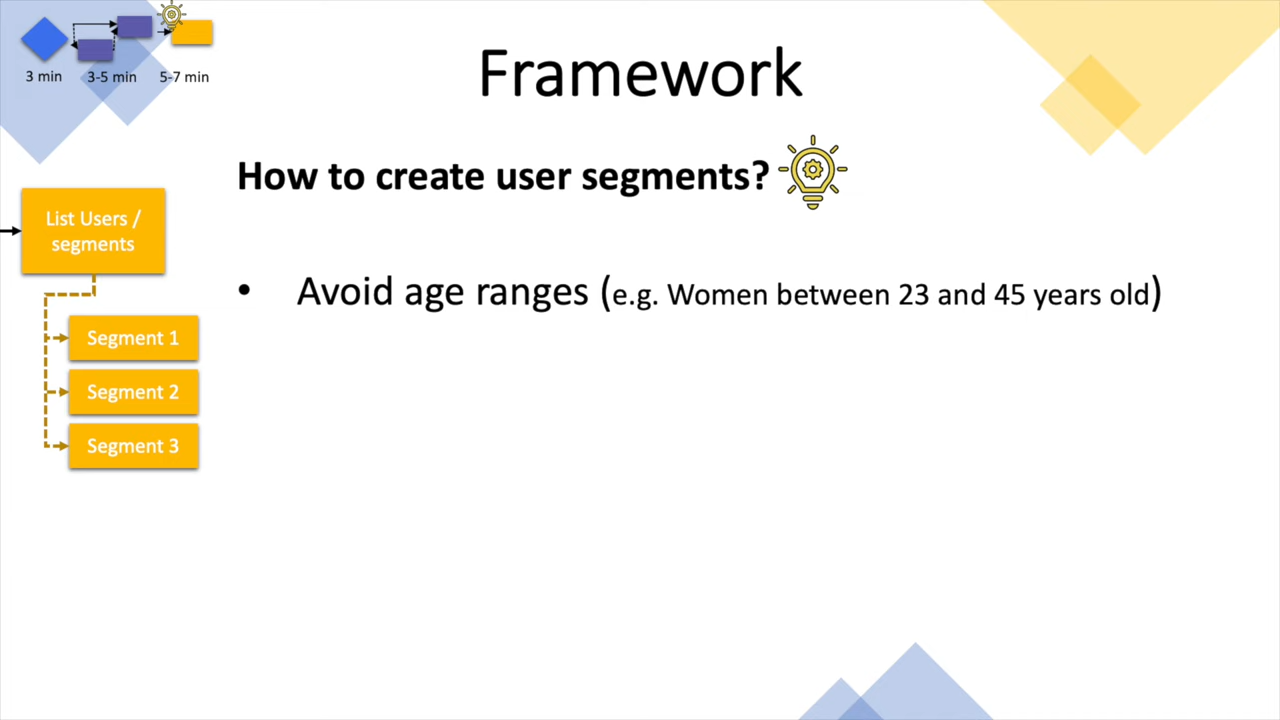 3 min
3-5 min
5-7 min
Framework
How to create user segments?
List Users /
segments
• Avoid age ranges (e.g. Women between 23 and 45 years old)
Segment 1
Segment 2
Segment 3